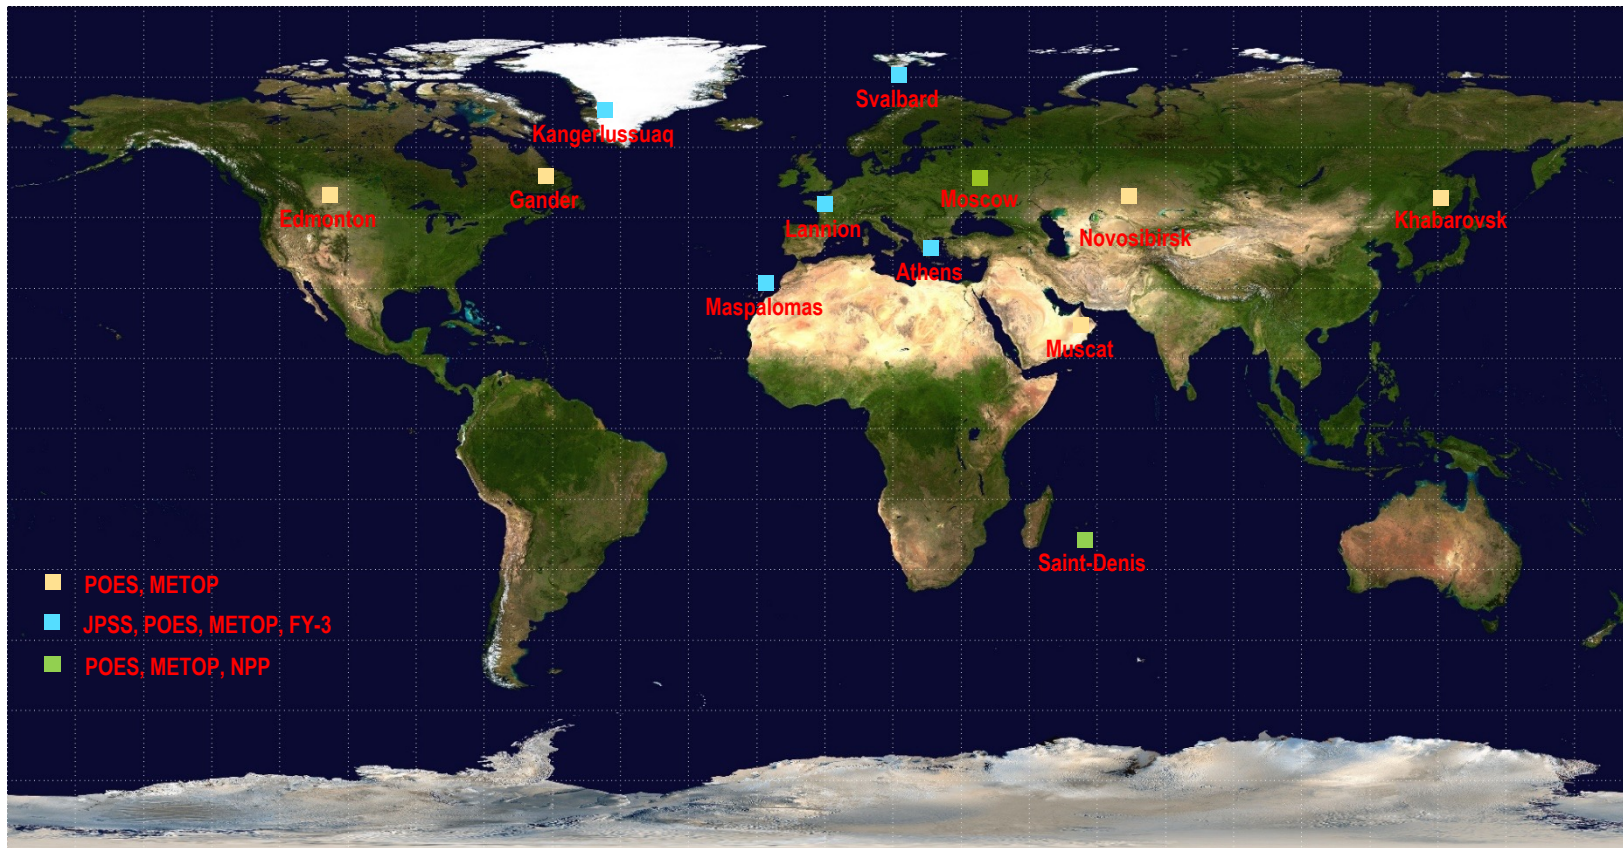 Svalbard
Kangerlussuaq
Gander
Edmonton
Moscow
Lannion
Novosibirsk
Khabarovsk
Athens
Maspalomas
Muscat
Saint-Denis
POES, METOP
JPSS, POES, METOP, FY-3
POES, METOP, NPP